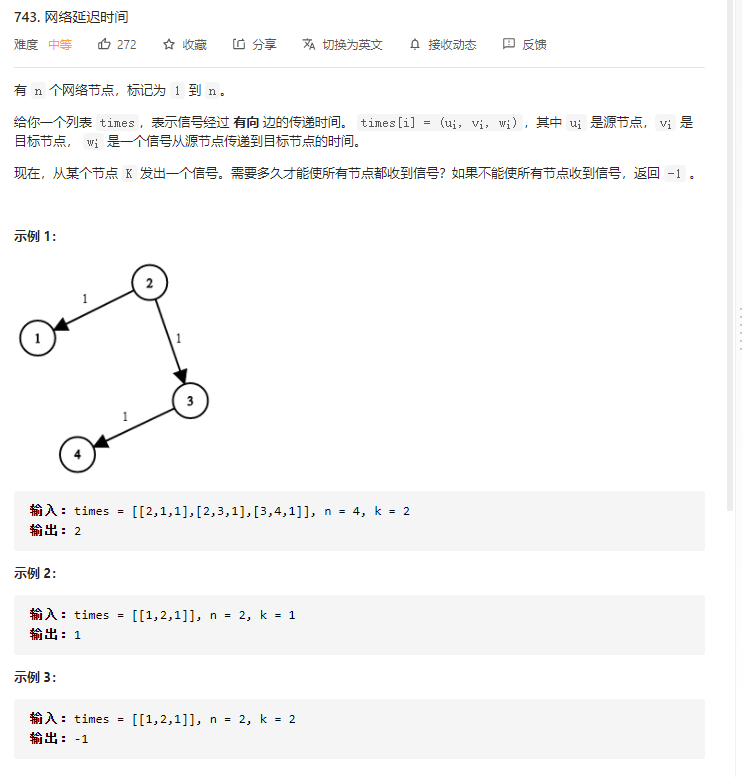 743. 网络延迟时间
难度 中等 272 收藏 分享 切换为英文 接收动态 反馈
有 n 个网络节点，标记为 1 到 n。
给你一个列表 times，表示信号经过 有向 边的传递时间。 times[i] = (ui, vi, wi)，其中 ui 是源节点， vi 是
目标节点， wi 是一个信号从源节点传递到目标节点的时间。
现在，从某个节点 K 发出一个信号。需要多久才能使所有节点都收到信号？如果不能使所有节点收到信号，返回 -1 。
示例 1：
2
1
1
1
3
1
4
输入：times = [[2,1,1],[2,3,1],[3,4,1]], n = 4, k = 2
输出：2
示例 2：
输入：times = [[1,2,1]], n = 2, k = 1
输出：1
示例 3：
输入：times = [[1,2,1]], n = 2, k = 2
输出：-1